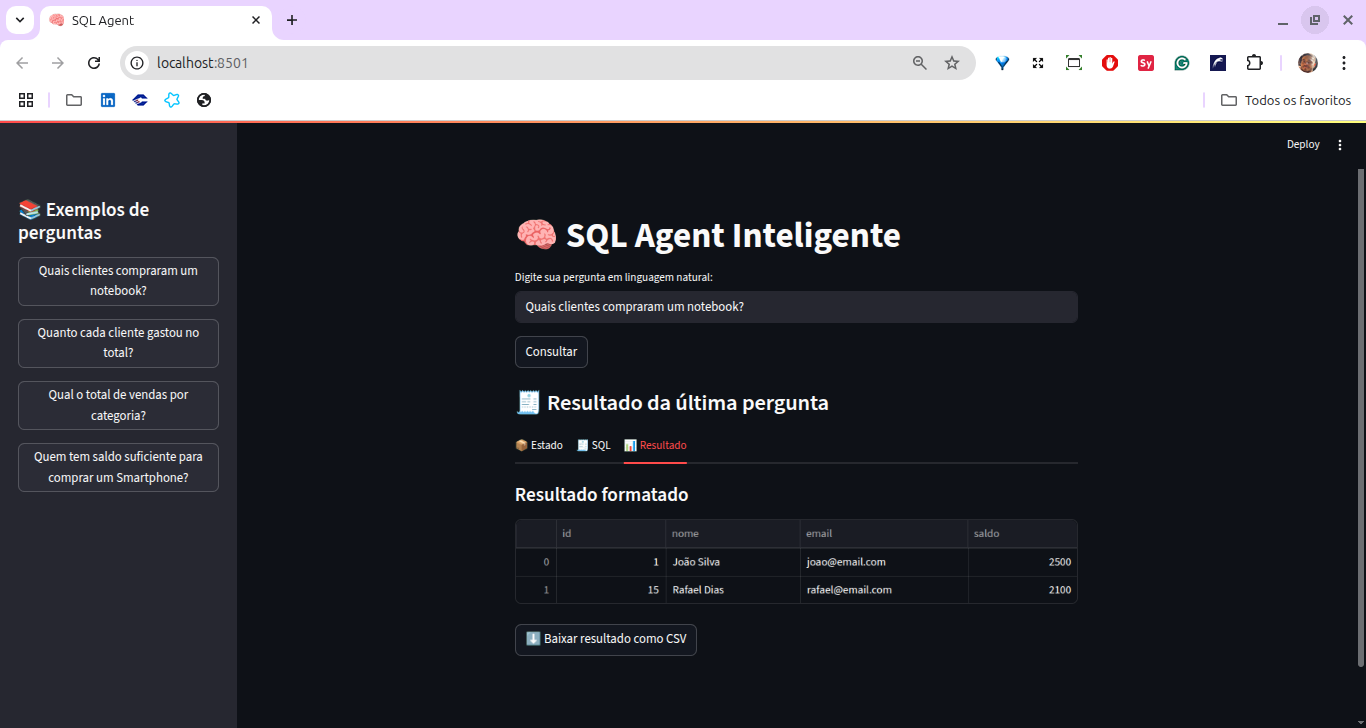 SQL Agent
localhost:8501
Sy
Todos os favoritos
Deploy
📚 Exemplos de
perguntas
Quais clientes compraram um
notebook?
Quanto cada cliente gastou no
total?
Qual o total de vendas por
categoria?
Quem tem saldo suficiente para
comprar um Smartphone?
🧠 SQL Agent Inteligente
Digite sua pergunta em linguagem natural:
Quais clientes compraram um notebook?
Consultar
🧾 Resultado da última pergunta
📦 Estado 🧾 SQL 📊 Resultado
Resultado formatado
id nome email saldo
0 1 João Silva joao@email.com 2500
1 15 Rafael Dias rafael@email.com 2100
⬇️ Baixar resultado como CSV